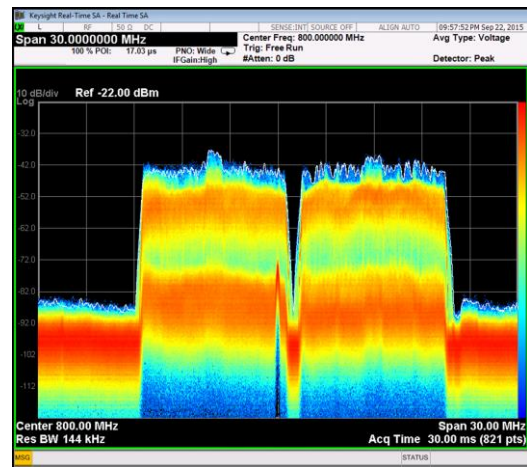 Keysight Real-Time SA - Real Time SA
L RF 50 Ω DC SENSE:INT SOURCE OFF ALIGN AUTO 09:57:52 PM Sep 22, 2015
Span 30.0000000 MHz Center Freq: 800.000000 MHz Avg Type: Voltage
100 % POI: 17.03 µs PNO: Wide Trig: Free Run
IFGain:High #Atten: 0 dB Detector: Peak
10 dB/div Ref -22.00 dBm
Log
-32.0
-42.0
-52.0
-62.0
-72.0
-82.0
-92.0
-102
-112
Center 800.00 MHz Span 30.00 MHz
Res BW 144 kHz Acq Time 30.00 ms (821 pts)
MSG STATUS